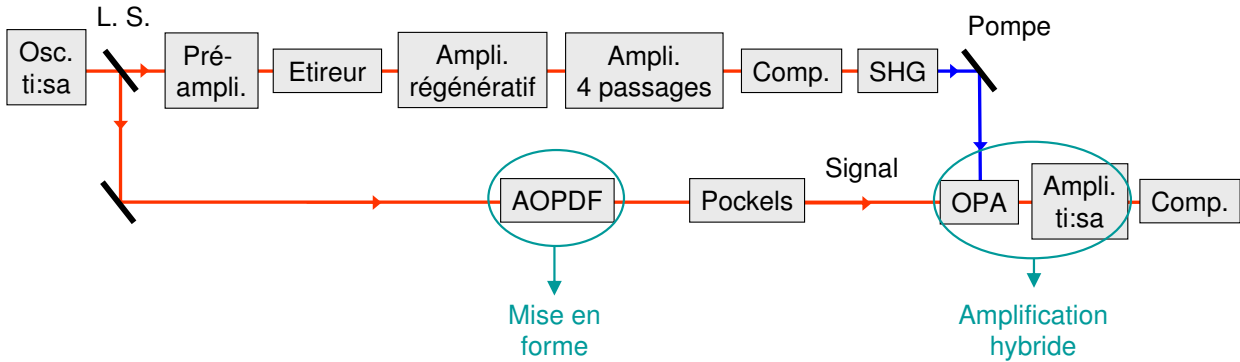 L. S.
Osc.
ti:sa
Pré-
ampli.
Etireur
Ampli.
régénératif
Ampli.
4 passages
Comp.
SHG
Pompe
AOPDF
Pockels
Signal
OPA
Ampli.
ti:sa
Comp.
Mise en
forme
Amplification
hybride